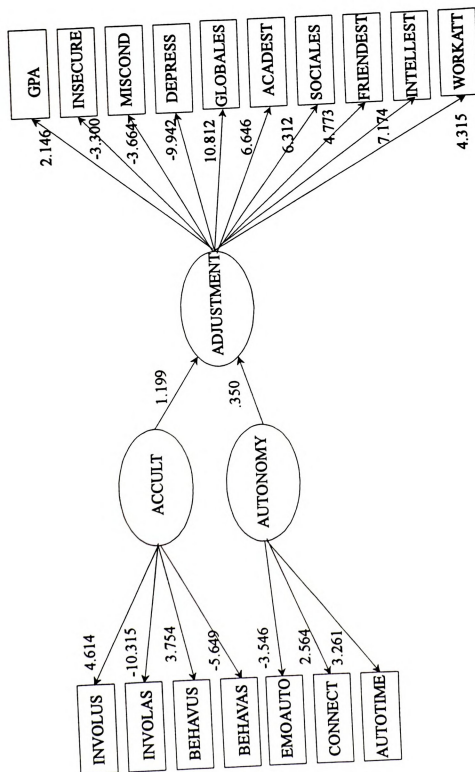 INVOLUS
INVOLAS
BEHAVUS
BEHAVAS
EMOAUTO
CONNECT
AUTOTIME
4.614
-10.315
3.754
-5.649
-3.546
2.564
3.261
ACCULT
AUTONOMY
1.199
.350
ADJUSTMENT
2.146
-3.300
-3.664
-9.942
10.812
6.646
6.312
4.773
7.174
4.315
GPA
INSECURE
MISCOND
DEPRESS
GLOBALES
ACADEST
SOCIALES
FRIENDEST
INTELLEST
WORKATT